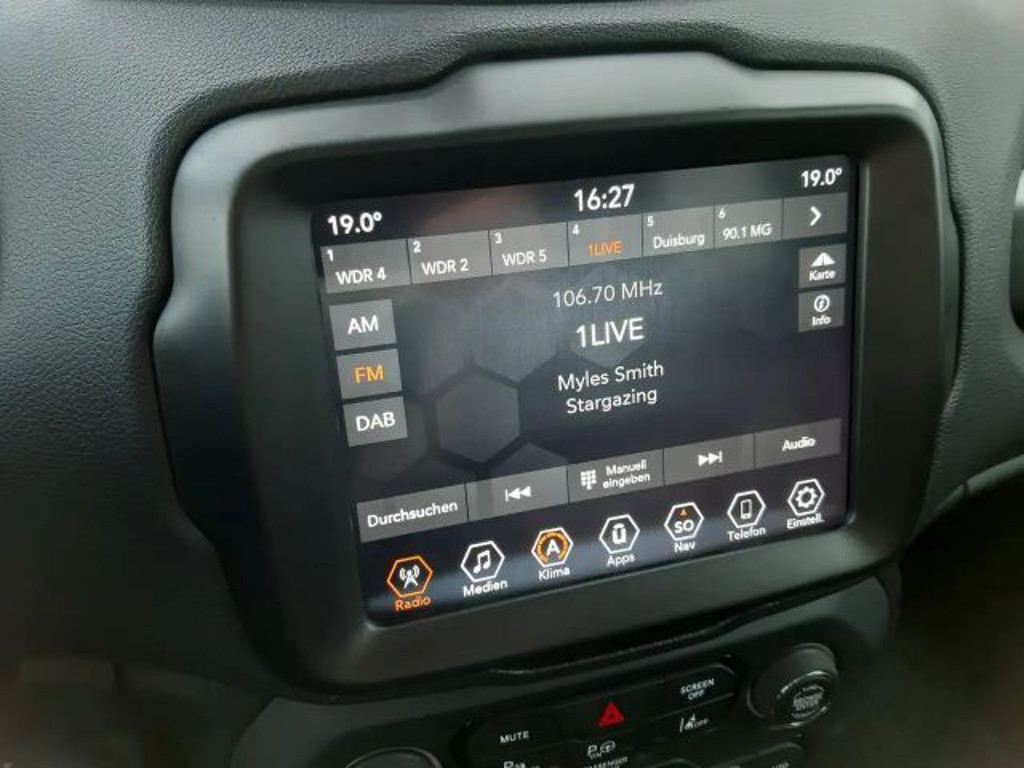 19.0°
16:27
19.0°
1 WDR 4
2 WDR 2
3 WDR 5
4 1LIVE
5 Duisburg
6 90.1 MG
Karte
Info
AM
FM
DAB
106.70 MHz
1LIVE
Myles Smith
Stargazing
Durchsuchen
Manuell
eingeben
Audio
Radio
Medien
A
Klima
Apps
SO
Nav
Telefon
Einstell.
MUTE
SCREEN
OFF
OFF